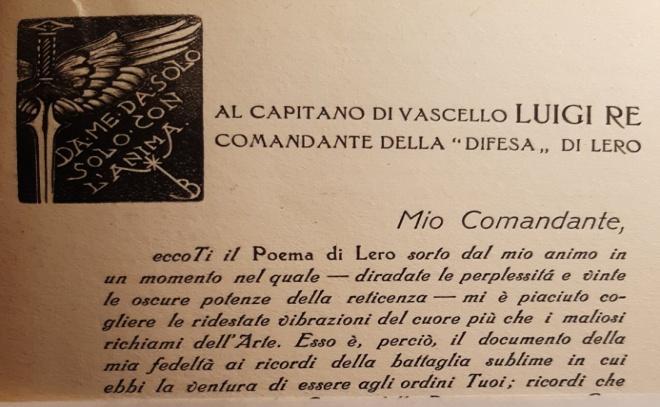 DA·ME·DA·SOLO
SOLO·CON
L'ANIMA·
B
AL CAPITANO DI VASCELLO LUIGI RE
COMANDANTE DELLA "DIFESA„ DI LERO
Mio Comandante,
eccoTi il Poema di Lero sorto dal mio animo in
un momento nel quale — diradate le perplessitá e vinte
le oscure potenze della reticenza — mi è piaciuto co-
gliere le ridestate vibrazioni del cuore più che i maliosi
richiami dell'Arte. Esso è, perciò, il documento della
mia fedeltà ai ricordi della battaglia sublime in cui
ebbi la ventura di essere agli ordini Tuoi; ricordi che